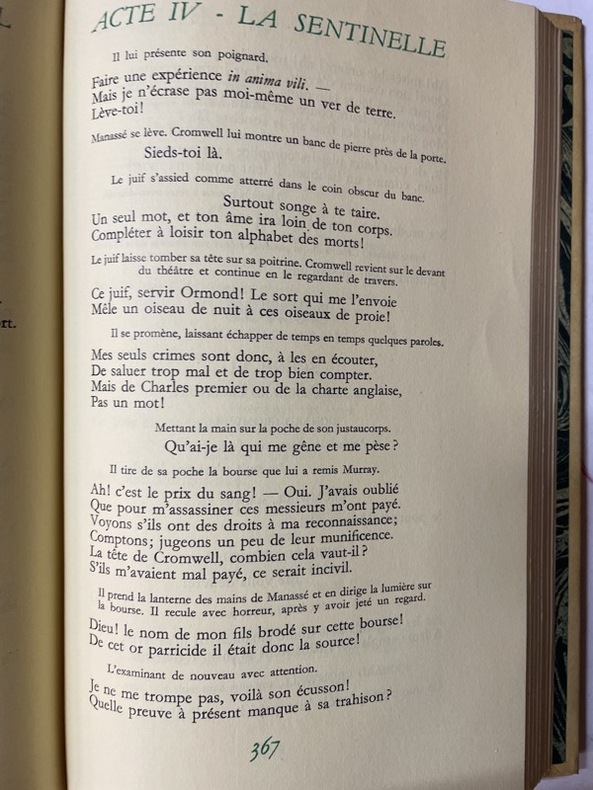 ACTE IV - LA SENTINELLE
Il lui présente son poignard.
Faire une expérience in anima vili. —
Mais je n'écrase pas moi-même un ver de terre.
Lève-toi!
Manassé se lève. Cromwell lui montre un banc de pierre près de la porte.
Sieds-toi là.
Le juif s'assied comme atterré dans le coin obscur du banc.
Surtout songe à te taire.
Un seul mot, et ton âme ira loin de ton corps.
Compléter à loisir ton alphabet des morts!
Le juif laisse tomber sa tête sur sa poitrine. Cromwell revient sur le devant
du théâtre et continue en le regardant de travers.
Ce juif, servir Ormond! Le sort qui me l'envoie
Mêle un oiseau de nuit à ces oiseaux de proie!
Il se promène, laissant échapper de temps en temps quelques paroles.
Mes seuls crimes sont donc, à les en écouter,
De saluer trop mal et de trop bien compter.
Mais de Charles premier ou de la charte anglaise,
Pas un mot!
Mettant la main sur la poche de son justaucorps.
Qu'ai-je là qui me gêne et me pèse?
Il tire de sa poche la bourse que lui a remis Murray.
Ah! c'est le prix du sang! — Oui. J'avais oublié
Que pour m'assassiner ces messieurs m'ont payé.
Voyons s'ils ont des droits à ma reconnaissance;
Comptons; jugeons un peu de leur munificence.
La tête de Cromwell, combien cela vaut-il?
S'ils m'avaient mal payé, ce serait incivil.
Il prend la lanterne des mains de Manassé et en dirige la lumière sur
la bourse. Il recule avec horreur, après y avoir jeté un regard.
Dieu! le nom de mon fils brodé sur cette bourse!
De cet or parricide il était donc la source!
L'examinant de nouveau avec attention.
Je ne me trompe pas, voilà son écusson!
Quelle preuve à présent manque à sa trahison?
367
rt.